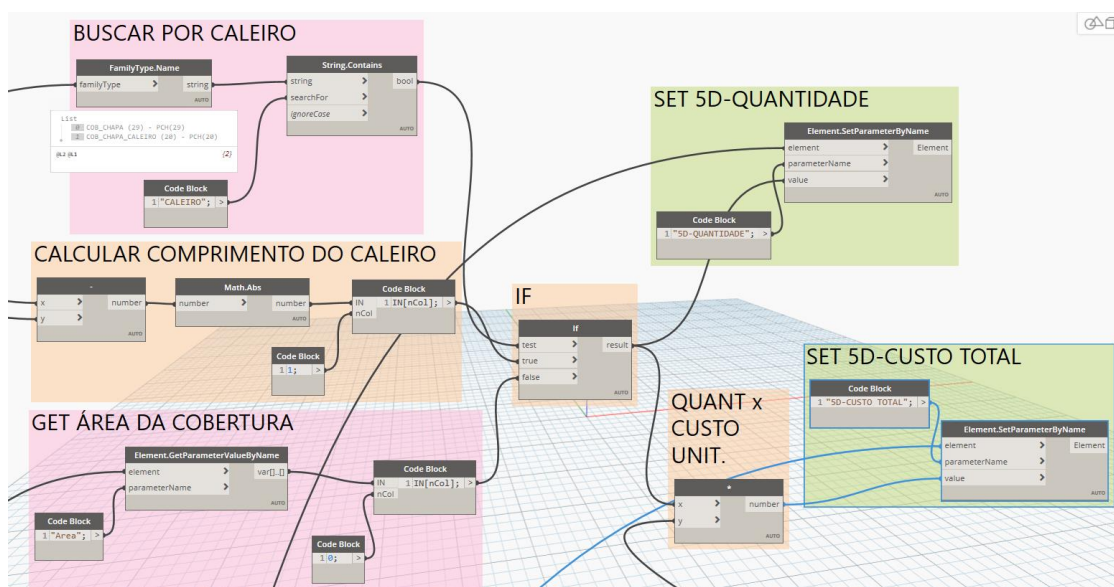 BUSCAR POR CALEIRO
FamilyType.Name
familyType > string
AUTO
String.Contains
string > bool
searchFor >
ignoreCase
AUTO
List
0 COB_CHAPA (29) - PCH(29)
1 COB_CHAPA_CALEIRO (20) - PCH(20)
@L2 @L1 {2}
Code Block
1 "CALEIRO"; >
CALCULAR COMPRIMENTO DO CALEIRO
-
x > number
y >
AUTO
Math.Abs
number > number
AUTO
Code Block
IN 1 IN[nCol]; >
nCol
Code Block
1 1; >
GET ÁREA DA COBERTURA
Element.GetParameterValueByName
element > var[]..[]
parameterName >
AUTO
Code Block
1 "Area"; >
Code Block
IN 1 IN[nCol]; >
nCol
Code Block
1 0; >
IF
If
test > result
true >
false >
AUTO
SET 5D-QUANTIDADE
Element.SetParameterByName
element > Element
parameterName >
value >
AUTO
Code Block
1 "5D-QUANTIDADE"; >
QUANT x
CUSTO
UNIT.
*
x > number
y >
AUTO
SET 5D-CUSTO TOTAL
Code Block
1 "5D-CUSTO TOTAL"; >
Element.SetParameterByName
element > Element
parameterName >
value >
AUTO